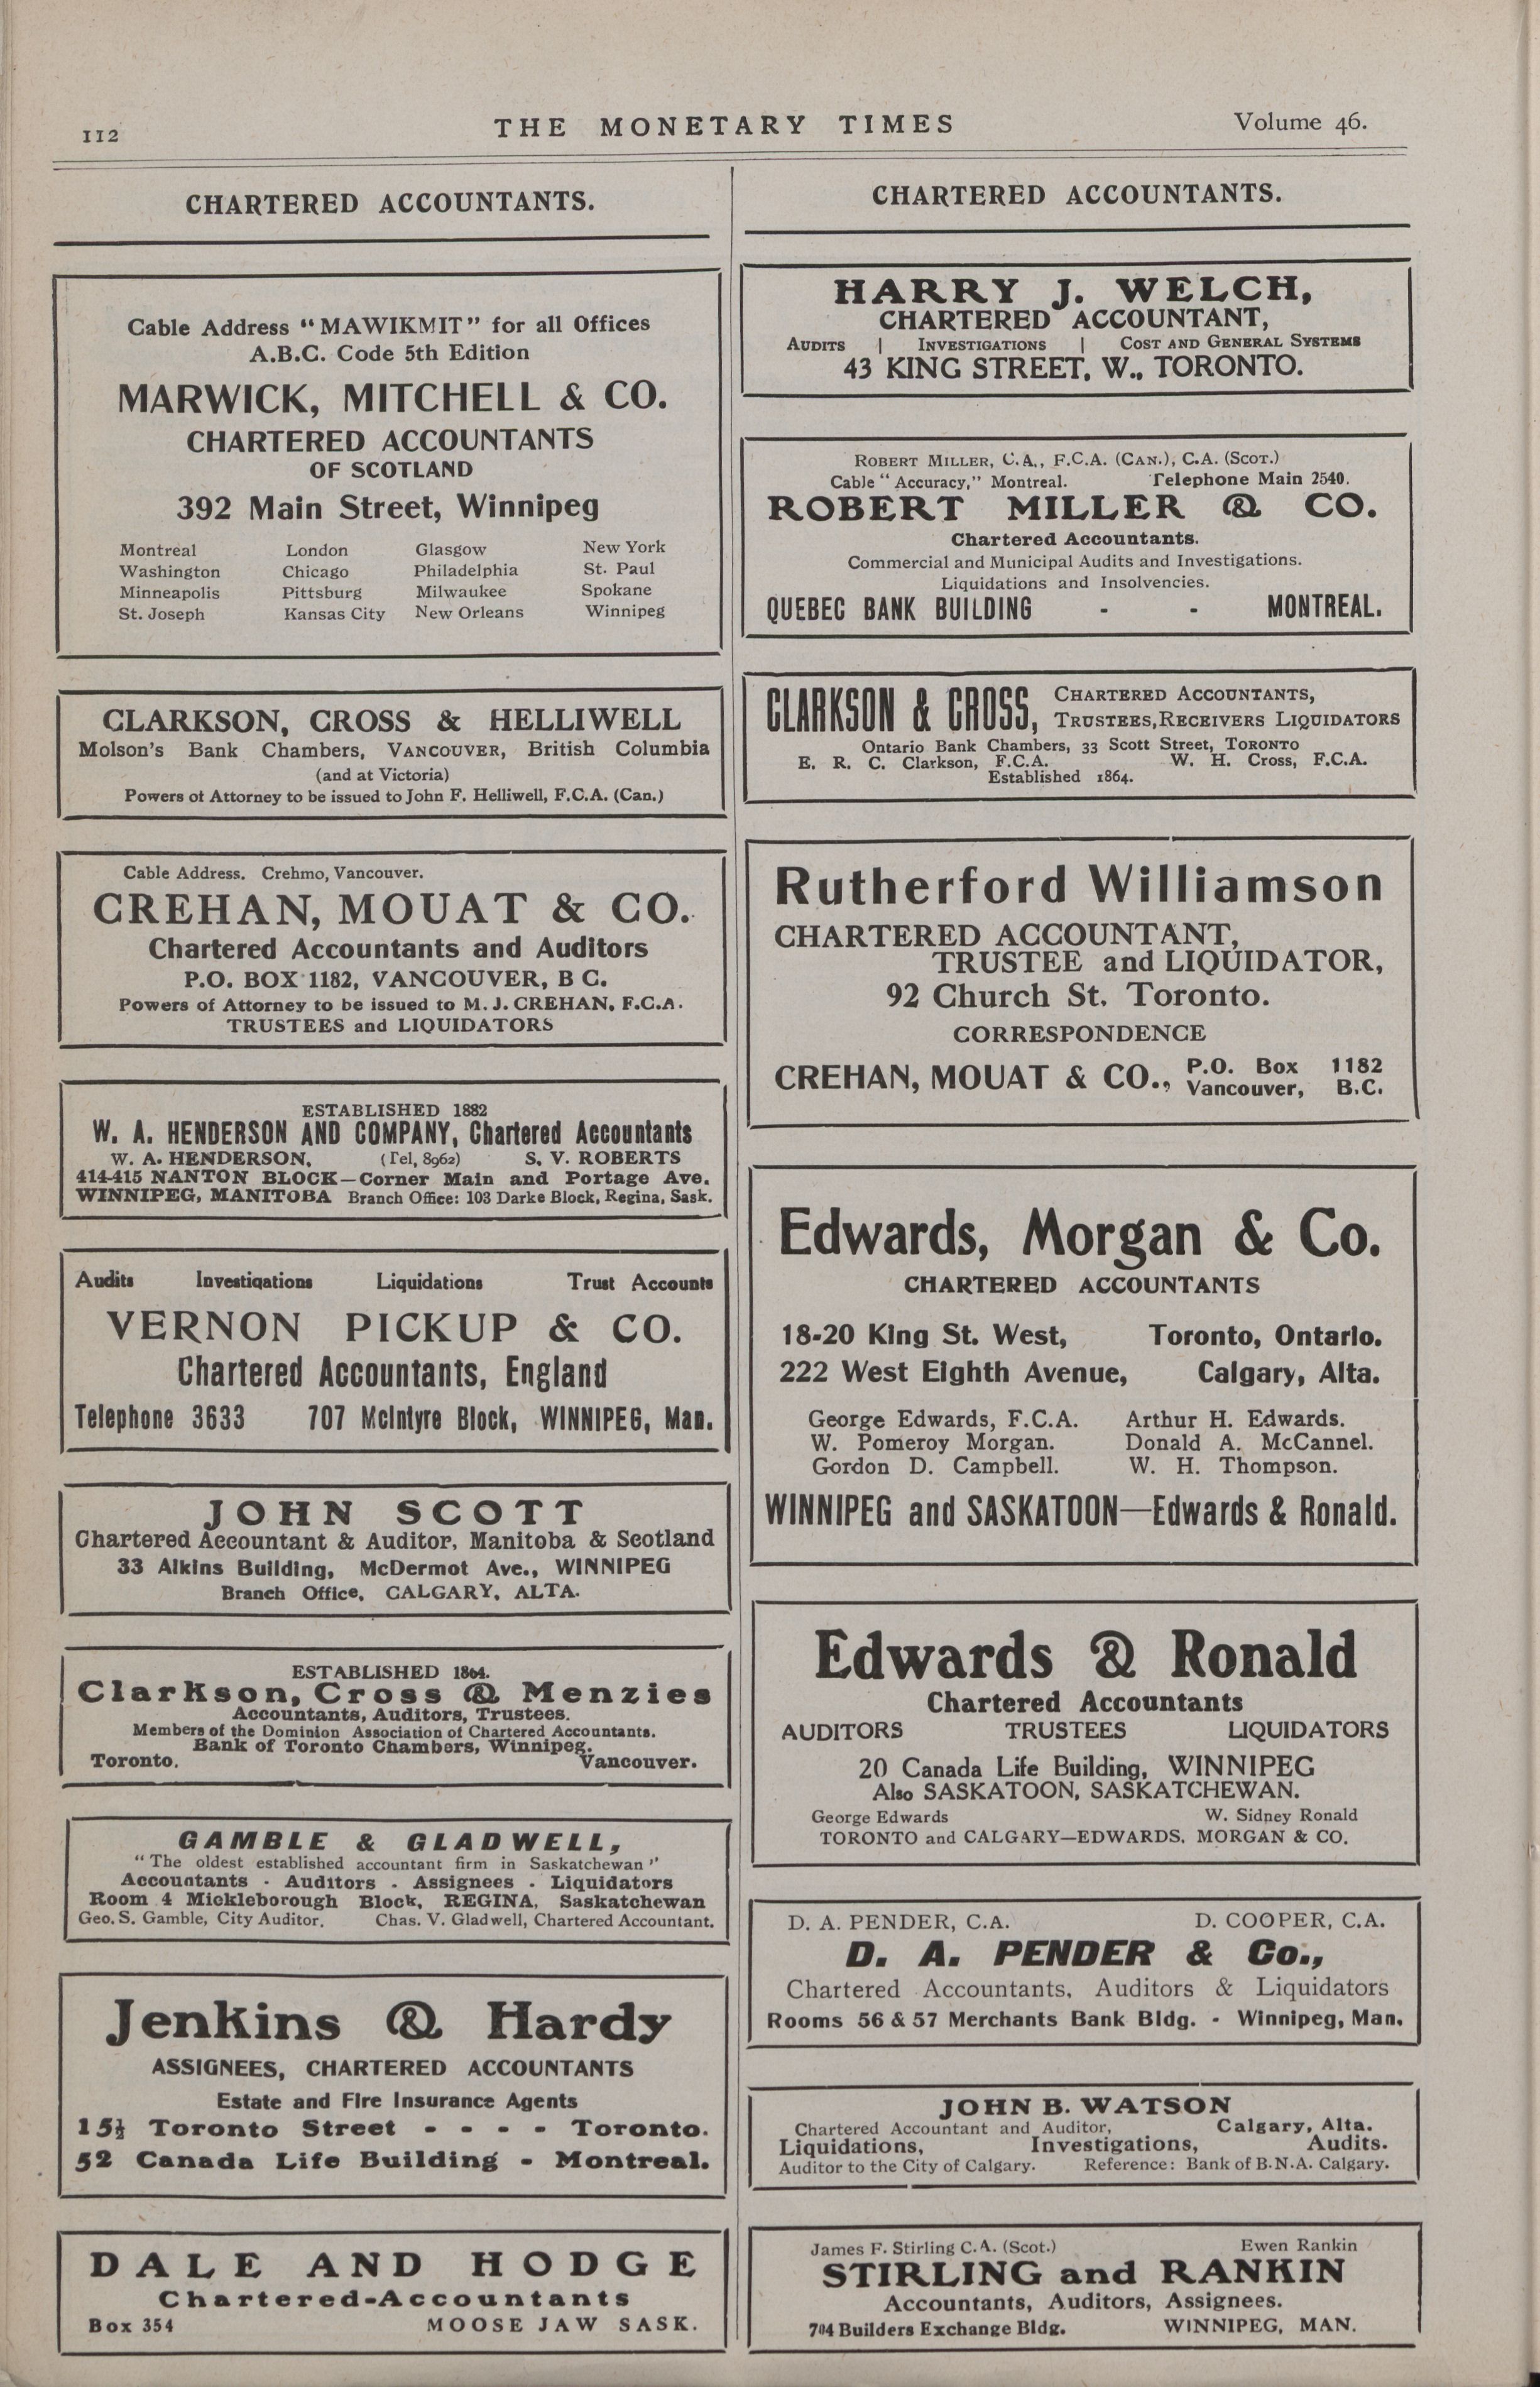 112
THE MONETARY TIMES
Volume 46.
CHARTERED ACCOUNTANTS.
Cable Address "MAWIKMIT" for all Offices
A.B.C. Code 5th Edition
MARWICK, MITCHELL & CO.
CHARTERED ACCOUNTANTS
OF SCOTLAND
392 Main Street, Winnipeg
Montreal London Glasgow New York
Washington Chicago Philadelphia St. Paul
Minneapolis Pittsburg Milwaukee Spokane
St. Joseph Kansas City New Orleans Winnipeg
CLARKSON, CROSS & HELLIWELL
Molson's Bank Chambers, VANCOUVER, British Columbia
(and at Victoria)
Powers of Attorney to be issued to John F. Helliwell, F.C.A. (Can.)
Cable Address. Crehmo, Vancouver.
CREHAN, MOUAT & CO.
Chartered Accountants and Auditors
P.O. BOX 1182, VANCOUVER, B C.
Powers of Attorney to be issued to M. J. CREHAN, F.C.A.
TRUSTEES and LIQUIDATORS
ESTABLISHED 1882
W. A. HENDERSON AND COMPANY, Chartered Accountants
W. A. HENDERSON, (Tel, 8962) S. V. ROBERTS
414-415 NANTON BLOCK—Corner Main and Portage Ave.
WINNIPEG, MANITOBA Branch Office: 103 Darke Block, Regina, Sask.
Audits Investigations Liquidations Trust Accounts
VERNON PICKUP & CO.
Chartered Accountants, England
Telephone 3633 707 McIntyre Block, WINNIPEG, Man.
JOHN SCOTT
Chartered Accountant & Auditor, Manitoba & Scotland
33 Aikins Building, McDermot Ave., WINNIPEG
Branch Office, CALGARY, ALTA.
ESTABLISHED 1864.
Clarkson, Cross & Menzies
Accountants, Auditors, Trustees.
Members of the Dominion Association of Chartered Accountants.
Bank of Toronto Chambers, Winnipeg.
Toronto. Vancouver.
GAMBLE & GLADWELL,
"The oldest established accountant firm in Saskatchewan"
Accountants - Auditors - Assignees - Liquidators
Room 4 Mickleborough Block, REGINA, Saskatchewan
Geo. S. Gamble, City Auditor. Chas. V. Gladwell, Chartered Accountant.
Jenkins & Hardy
ASSIGNEES, CHARTERED ACCOUNTANTS
Estate and Fire Insurance Agents
15½ Toronto Street - - - - Toronto.
52 Canada Life Building - Montreal.
DALE AND HODGE
Chartered-Accountants
Box 354 MOOSE JAW SASK.
CHARTERED ACCOUNTANTS.
HARRY J. WELCH,
CHARTERED ACCOUNTANT,
AUDITS | INVESTIGATIONS | COST AND GENERAL SYSTEMS
43 KING STREET, W., TORONTO.
ROBERT MILLER, C.A., F.C.A. (CAN.), C.A. (SCOT.)
Cable "Accuracy," Montreal. Telephone Main 2540.
ROBERT MILLER & CO.
Chartered Accountants.
Commercial and Municipal Audits and Investigations.
Liquidations and Insolvencies.
QUEBEC BANK BUILDING - - MONTREAL.
CLARKSON & CROSS, CHARTERED ACCOUNTANTS,
TRUSTEES, RECEIVERS LIQUIDATORS
Ontario Bank Chambers, 33 Scott Street, TORONTO
E. R. C. Clarkson, F.C.A. W. H. Cross, F.C.A.
Established 1864.
Rutherford Williamson
CHARTERED ACCOUNTANT,
TRUSTEE and LIQUIDATOR,
92 Church St. Toronto.
CORRESPONDENCE
CREHAN, MOUAT & CO., P.O. Box 1182
Vancouver, B.C.
Edwards, Morgan & Co.
CHARTERED ACCOUNTANTS
18-20 King St. West, Toronto, Ontario.
222 West Eighth Avenue, Calgary, Alta.
George Edwards, F.C.A. Arthur H. Edwards.
W. Pomeroy Morgan. Donald A. McCannel.
Gordon D. Campbell. W. H. Thompson.
WINNIPEG and SASKATOON—Edwards & Ronald.
Edwards & Ronald
Chartered Accountants
AUDITORS TRUSTEES LIQUIDATORS
20 Canada Life Building, WINNIPEG
Also SASKATOON, SASKATCHEWAN.
George Edwards W. Sidney Ronald
TORONTO and CALGARY—EDWARDS, MORGAN & CO.
D. A. PENDER, C.A. D. COOPER, C.A.
D. A. PENDER & Co.,
Chartered Accountants, Auditors & Liquidators
Rooms 56 & 57 Merchants Bank Bldg. - Winnipeg, Man.
JOHN B. WATSON
Chartered Accountant and Auditor, Calgary, Alta.
Liquidations, Investigations, Audits.
Auditor to the City of Calgary. Reference: Bank of B.N.A. Calgary.
James F. Stirling C.A. (Scot.) Ewen Rankin
STIRLING and RANKIN
Accountants, Auditors, Assignees.
704 Builders Exchange Bldg. WINNIPEG, MAN.